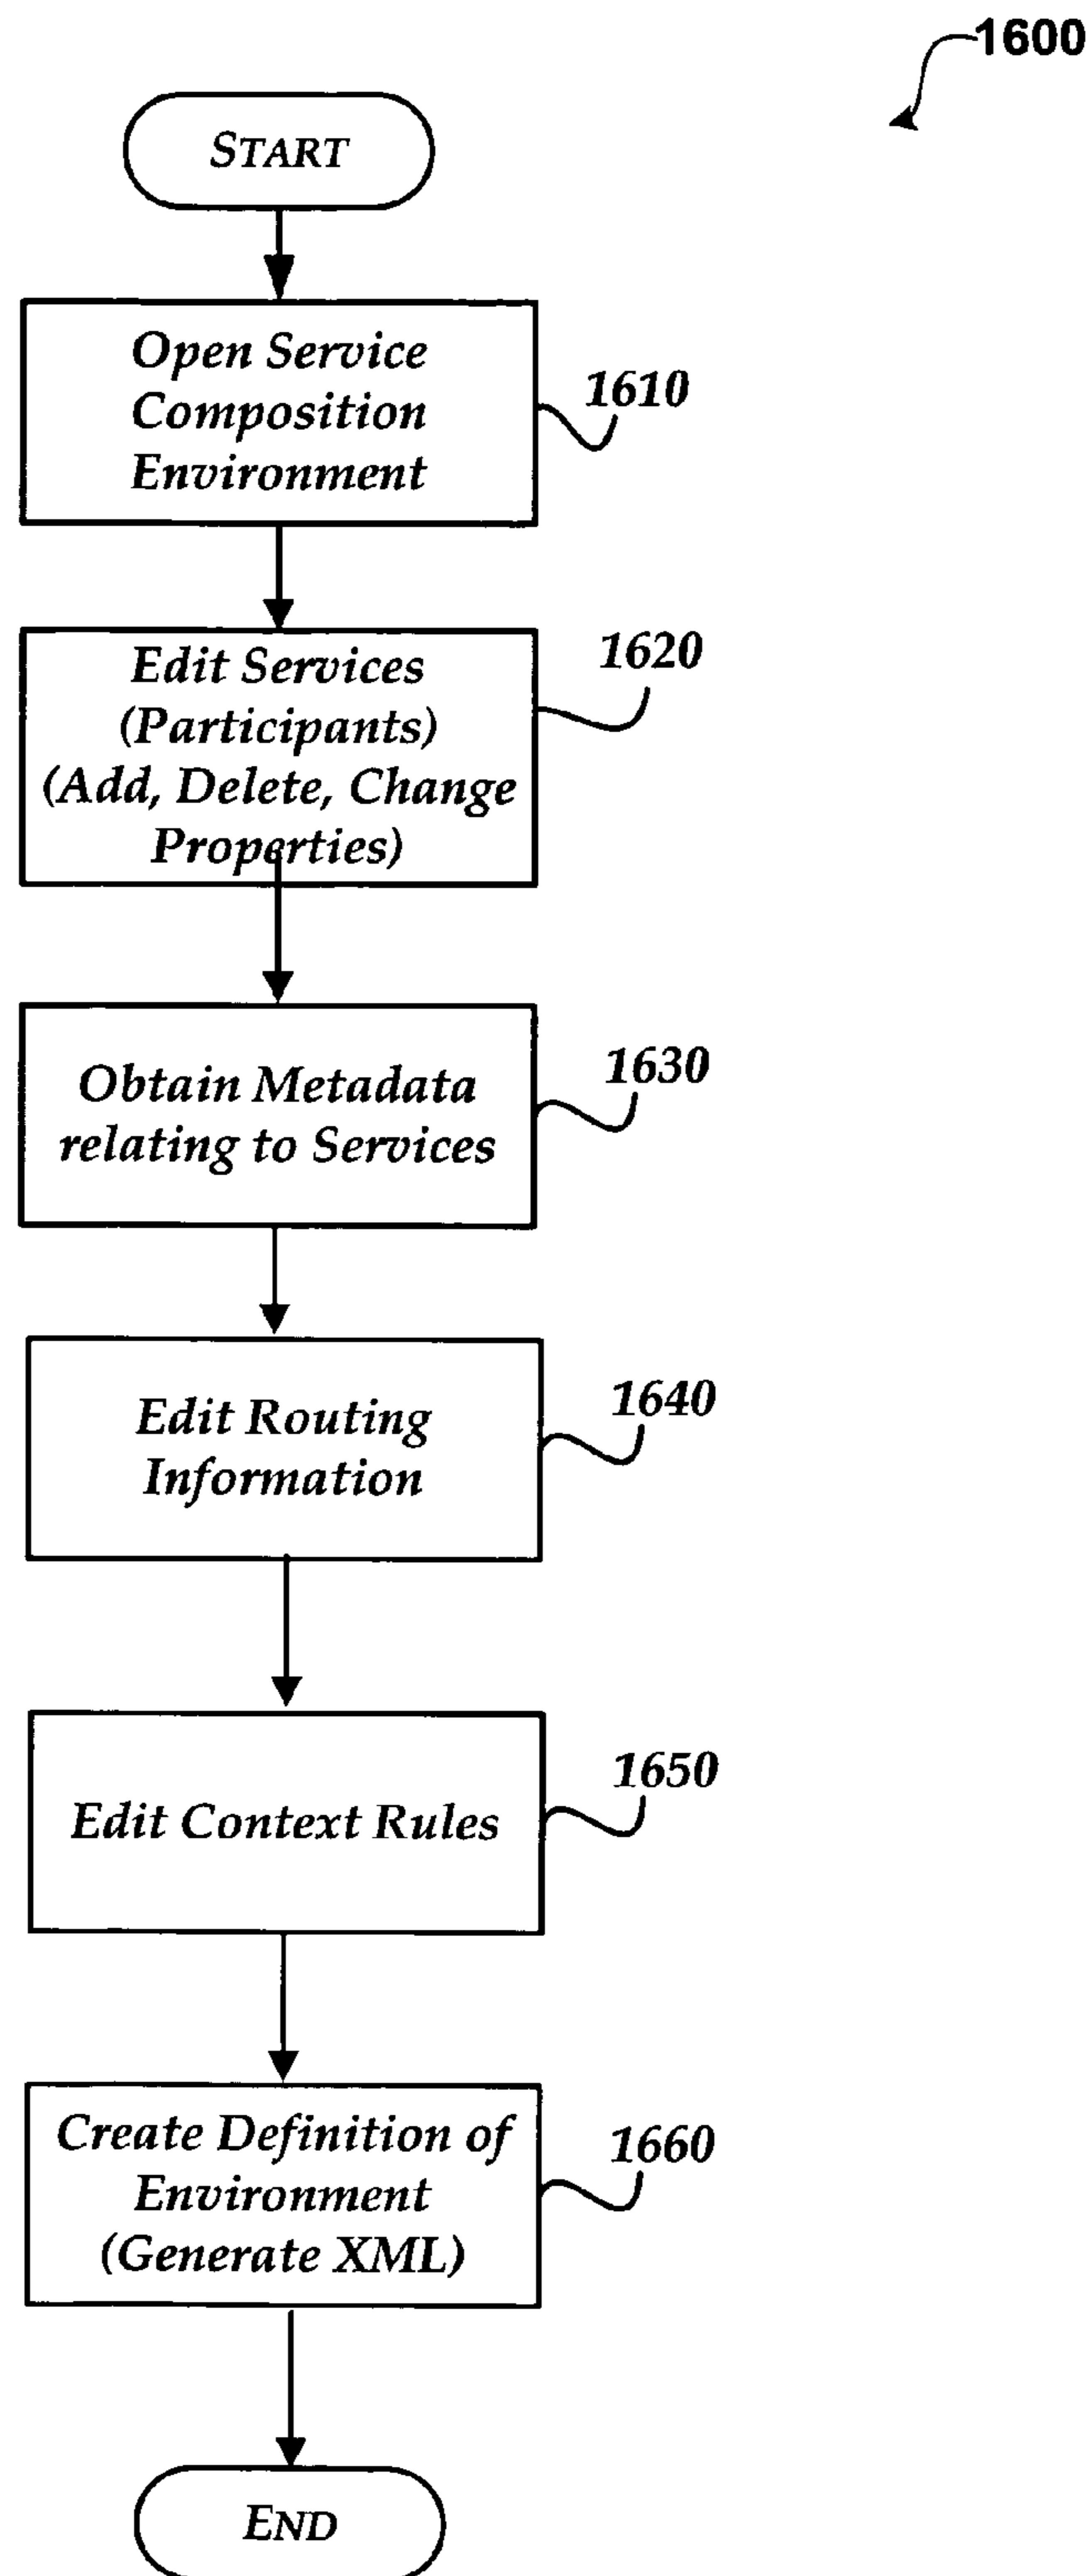 1600
START
Open Service
Composition
Environment
1610
Edit Services
(Participants)
(Add, Delete, Change
Properties)
1620
Obtain Metadata
relating to Services
1630
Edit Routing
Information
1640
Edit Context Rules
1650
Create Definition of
Environment
(Generate XML)
1660
END